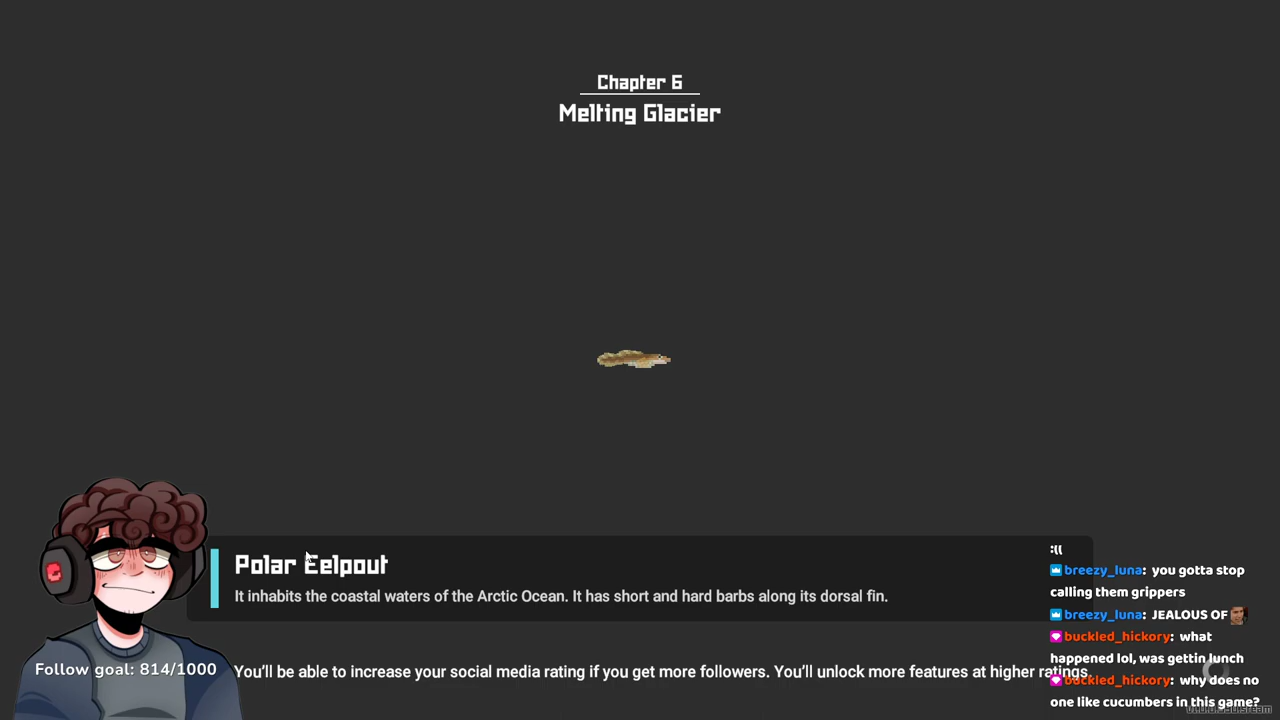 Chapter 6
Melting Glacier
Polar Eelpout
It inhabits the coastal waters of the Arctic Ocean. It has short and hard barbs along its dorsal fin.
You'll be able to increase your social media rating if you get more followers. You'll unlock more features at higher ratings.
Follow goal: 814/1000
:((
breezy_luna: you gotta stop
calling them grippers
breezy_luna: JEALOUS OF
buckled_hickory: what
happened lol, was gettin lunch
buckled_hickory: why does no
one like cucumbers in this game?